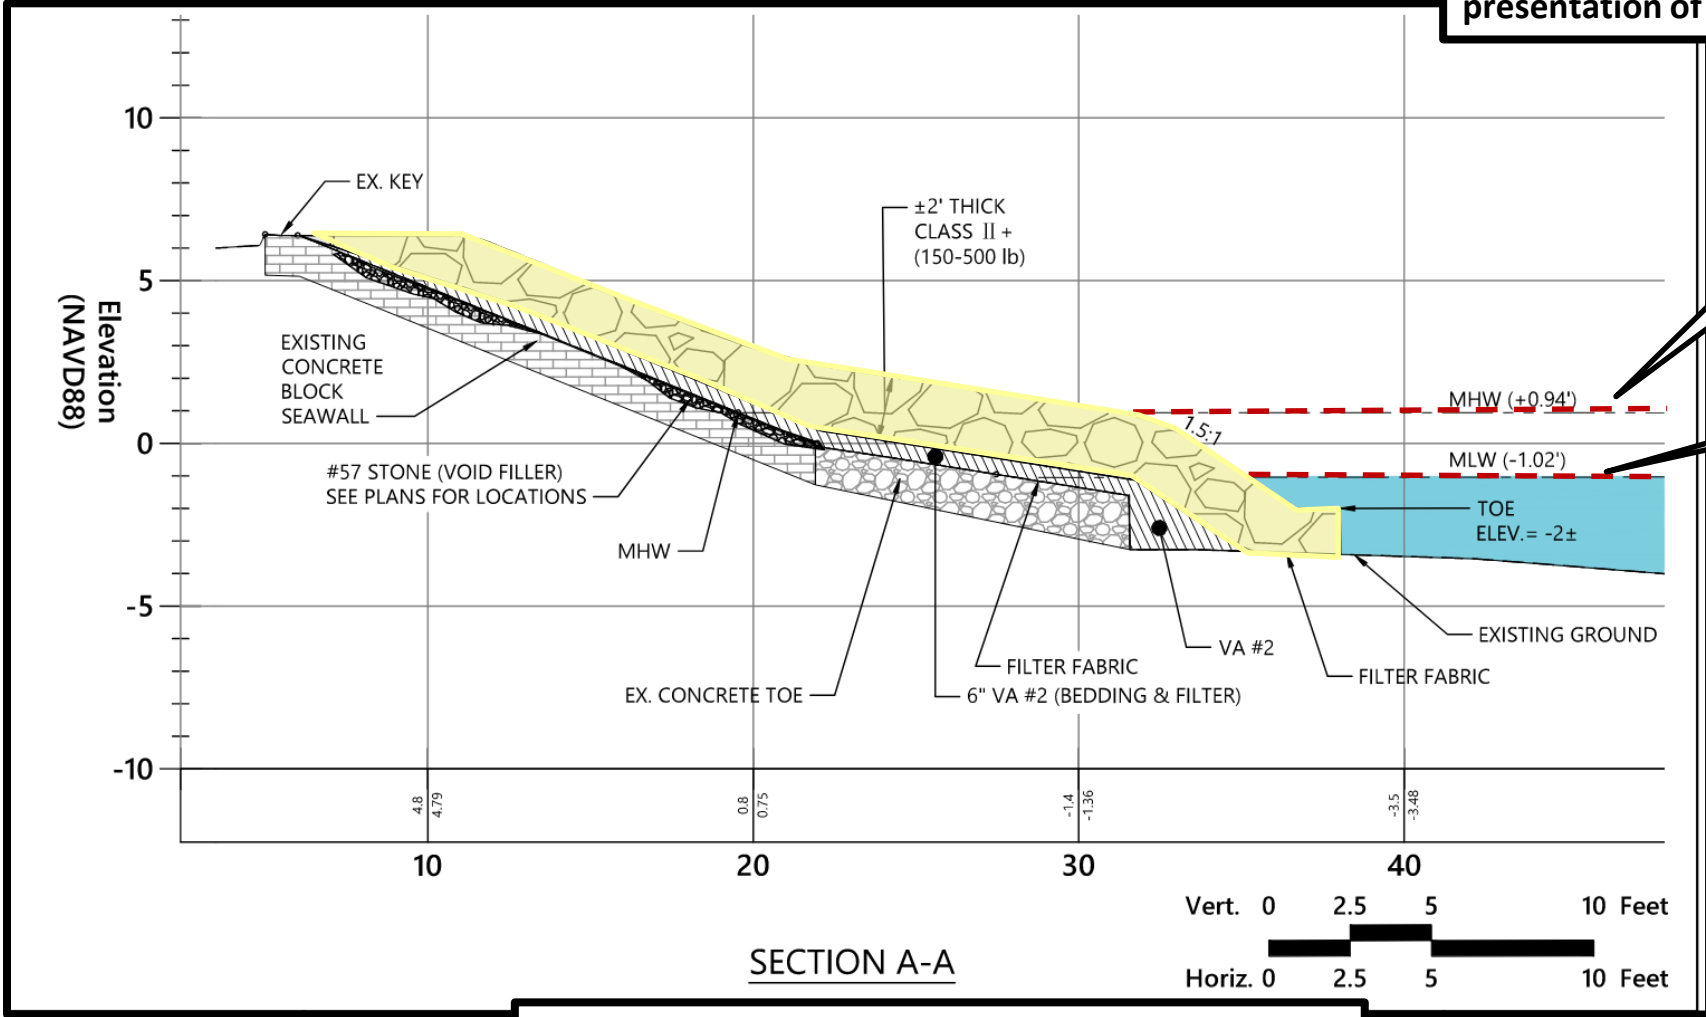 presentation of
10
5
0
-5
-10
Elevation
(NAVD88)
EX. KEY
±2' THICK
CLASS II +
(150-500 lb)
EXISTING
CONCRETE
BLOCK
SEAWALL
#57 STONE (VOID FILLER)
SEE PLANS FOR LOCATIONS
MHW
1.5:1
MHW (+0.94')
MLW (-1.02')
TOE
ELEV.= -2±
EXISTING GROUND
VA #2
FILTER FABRIC
FILTER FABRIC
6" VA #2 (BEDDING & FILTER)
EX. CONCRETE TOE
4.8
4.79
0.8
0.75
-1.4
-1.36
-3.5
-3.48
10
20
30
40
Vert. 0 2.5 5 10 Feet
Horiz. 0 2.5 5 10 Feet
SECTION A-A